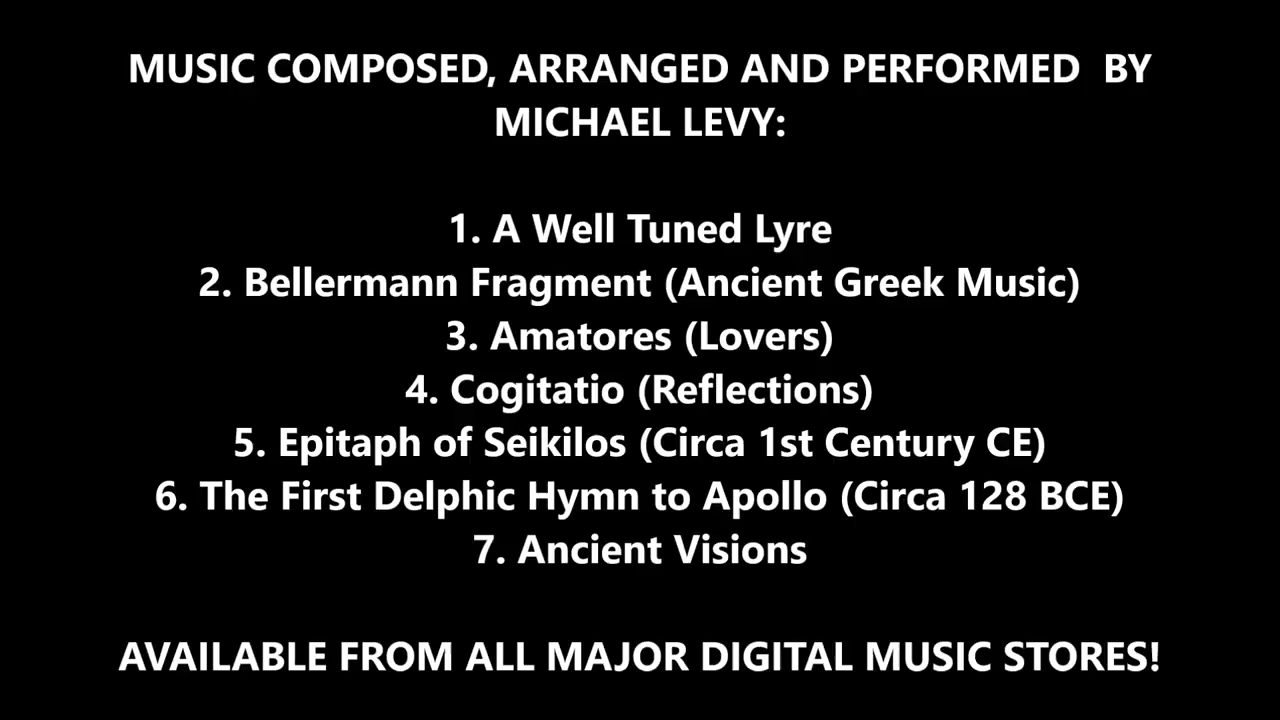 MUSIC COMPOSED, ARRANGED AND PERFORMED  BY
MICHAEL LEVY:
1. A Well Tuned Lyre
2. Bellermann Fragment (Ancient Greek Music)
3. Amatores (Lovers)
4. Cogitatio (Reflections)
5. Epitaph of Seikilos (Circa 1st Century CE)
6. The First Delphic Hymn to Apollo (Circa 128 BCE)
7. Ancient Visions
AVAILABLE FROM ALL MAJOR DIGITAL MUSIC STORES!